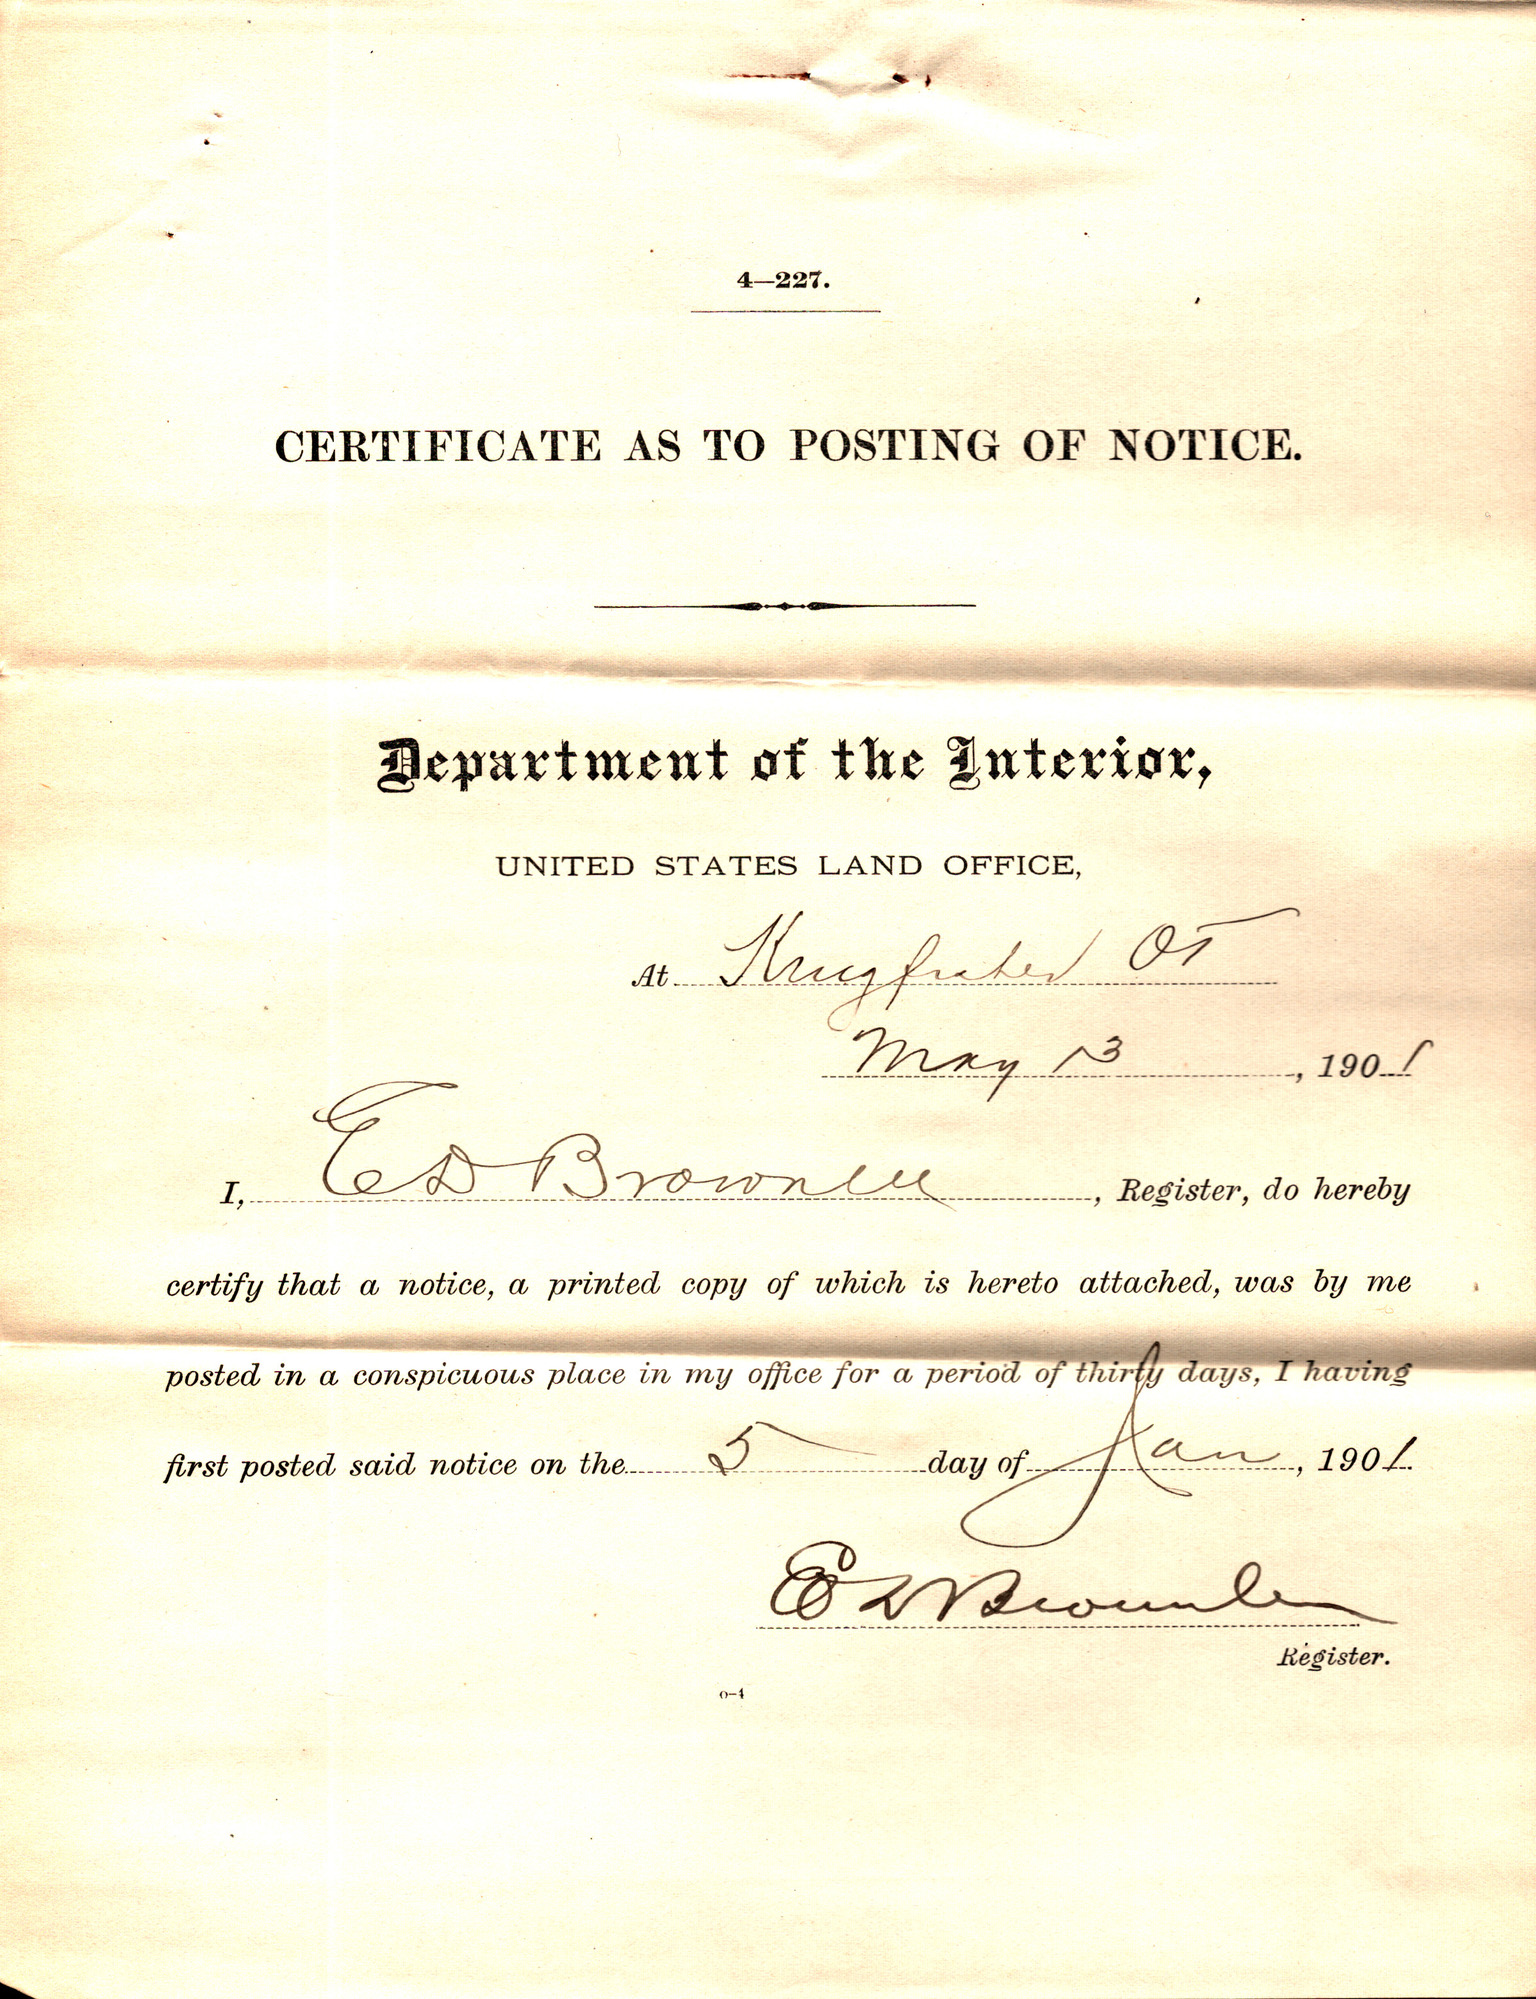 4—227.
CERTIFICATE AS TO POSTING OF NOTICE.
Department of the Interior,
UNITED STATES LAND OFFICE,
At Kingfisher OT
May 13, 1901
I, E D Brownlee, Register, do hereby
certify that a notice, a printed copy of which is hereto attached, was by me
posted in a conspicuous place in my office for a period of thirty days, I having
first posted said notice on the 5 day of Jan, 1901.
E D Brownlee
Register.
o-4